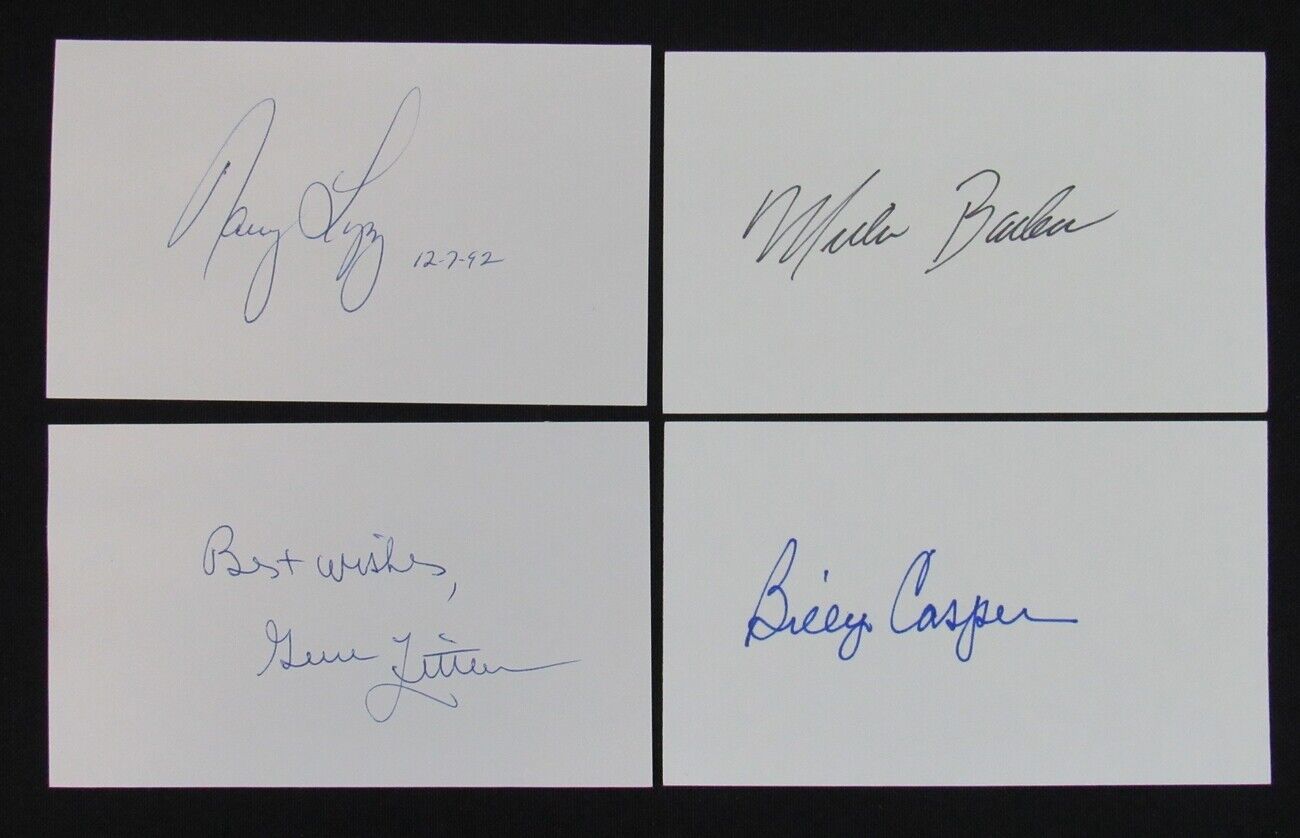 Nancy Lopez 12-7-92
Miller Barber
Best wishes,
Gene Littler
Billy Casper